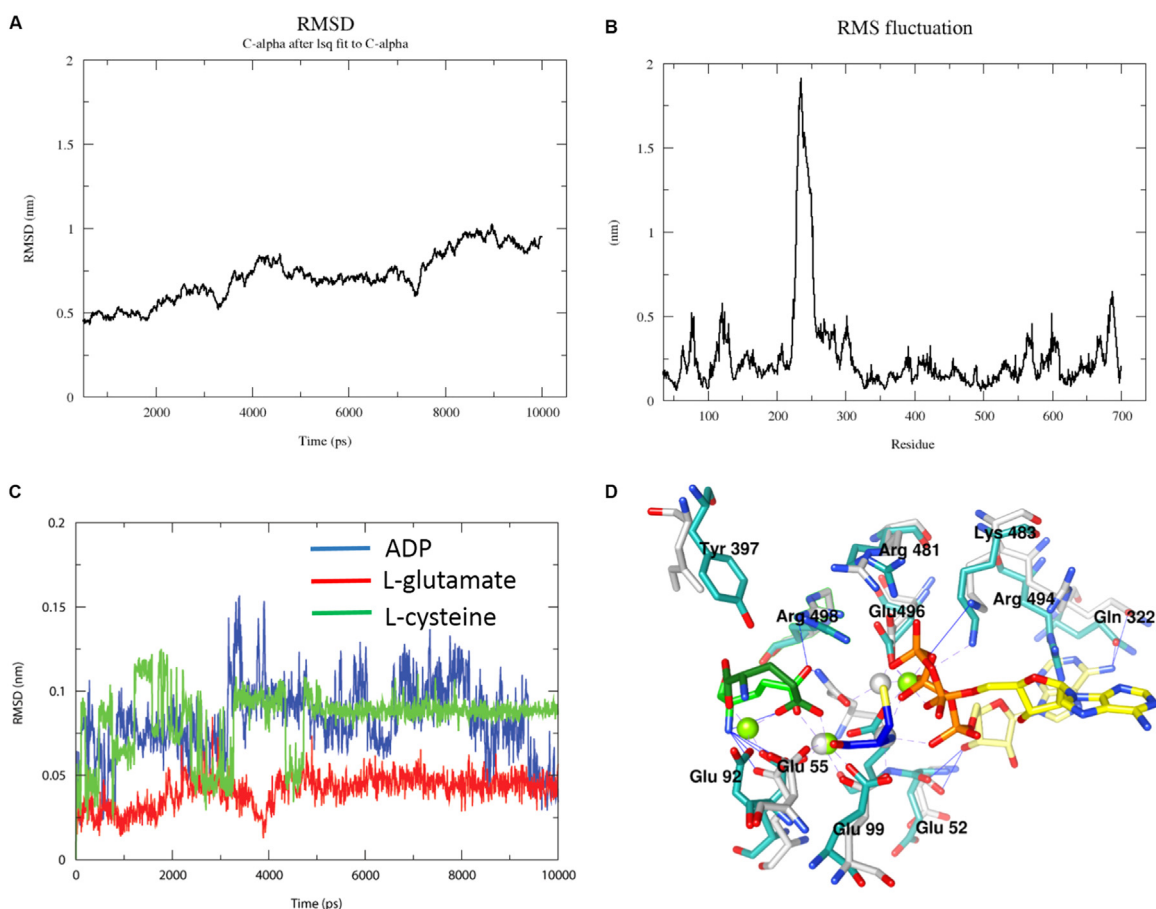 A
RMSD
C-alpha after lsq fit to C-alpha
2
1.5
1
0.5
0
RMSD (nm)
2000
4000
6000
8000
10000
Time (ps)
B
RMS fluctuation
2
1.5
1
0.5
0
(nm)
100
200
300
400
500
600
700
Residue
C
0.2
0.15
0.1
0.05
0
RMSD (nm)
ADP
L-glutamate
L-cysteine
0
2000
4000
6000
8000
10000
Time (ps)
D
Tyr 397
Arg 481
Lys 483
Arg 498
Glu496
Arg 494
Gln 322
Glu 92
Glu 55
Glu 99
Glu 52